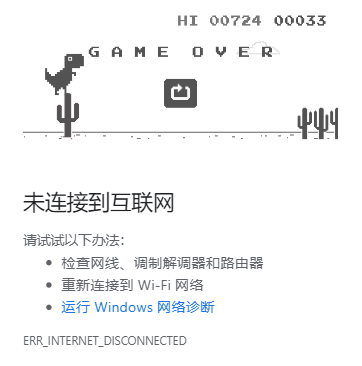 HI 00724 00033
GAME OVER
未连接到互联网
请试试以下办法：
• 检查网线、调制解调器和路由器
• 重新连接到 Wi-Fi 网络
• 运行 Windows 网络诊断
ERR_INTERNET_DISCONNECTED